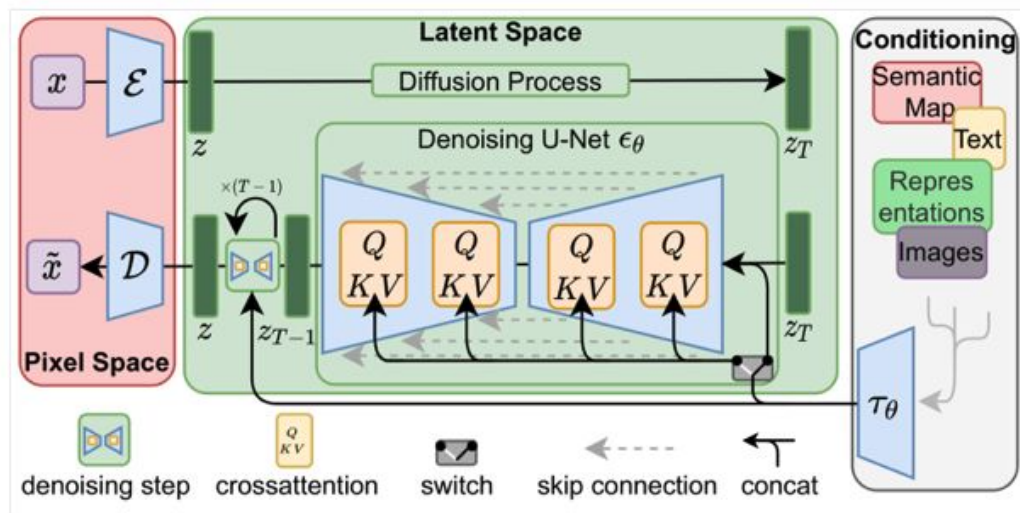 Latent Space
Conditioning
x
ℰ
z
Diffusion Process
z_T
Semantic
Map
Text
Denoising U-Net ϵ_θ
×(T−1)
Repres
entations
Images
Q
KV
Q
KV
Q
KV
Q
KV
x̃
𝒟
z
z_{T−1}
z_T
Pixel Space
τ_θ
Q
KV
denoising step
crossattention
switch
skip connection
concat